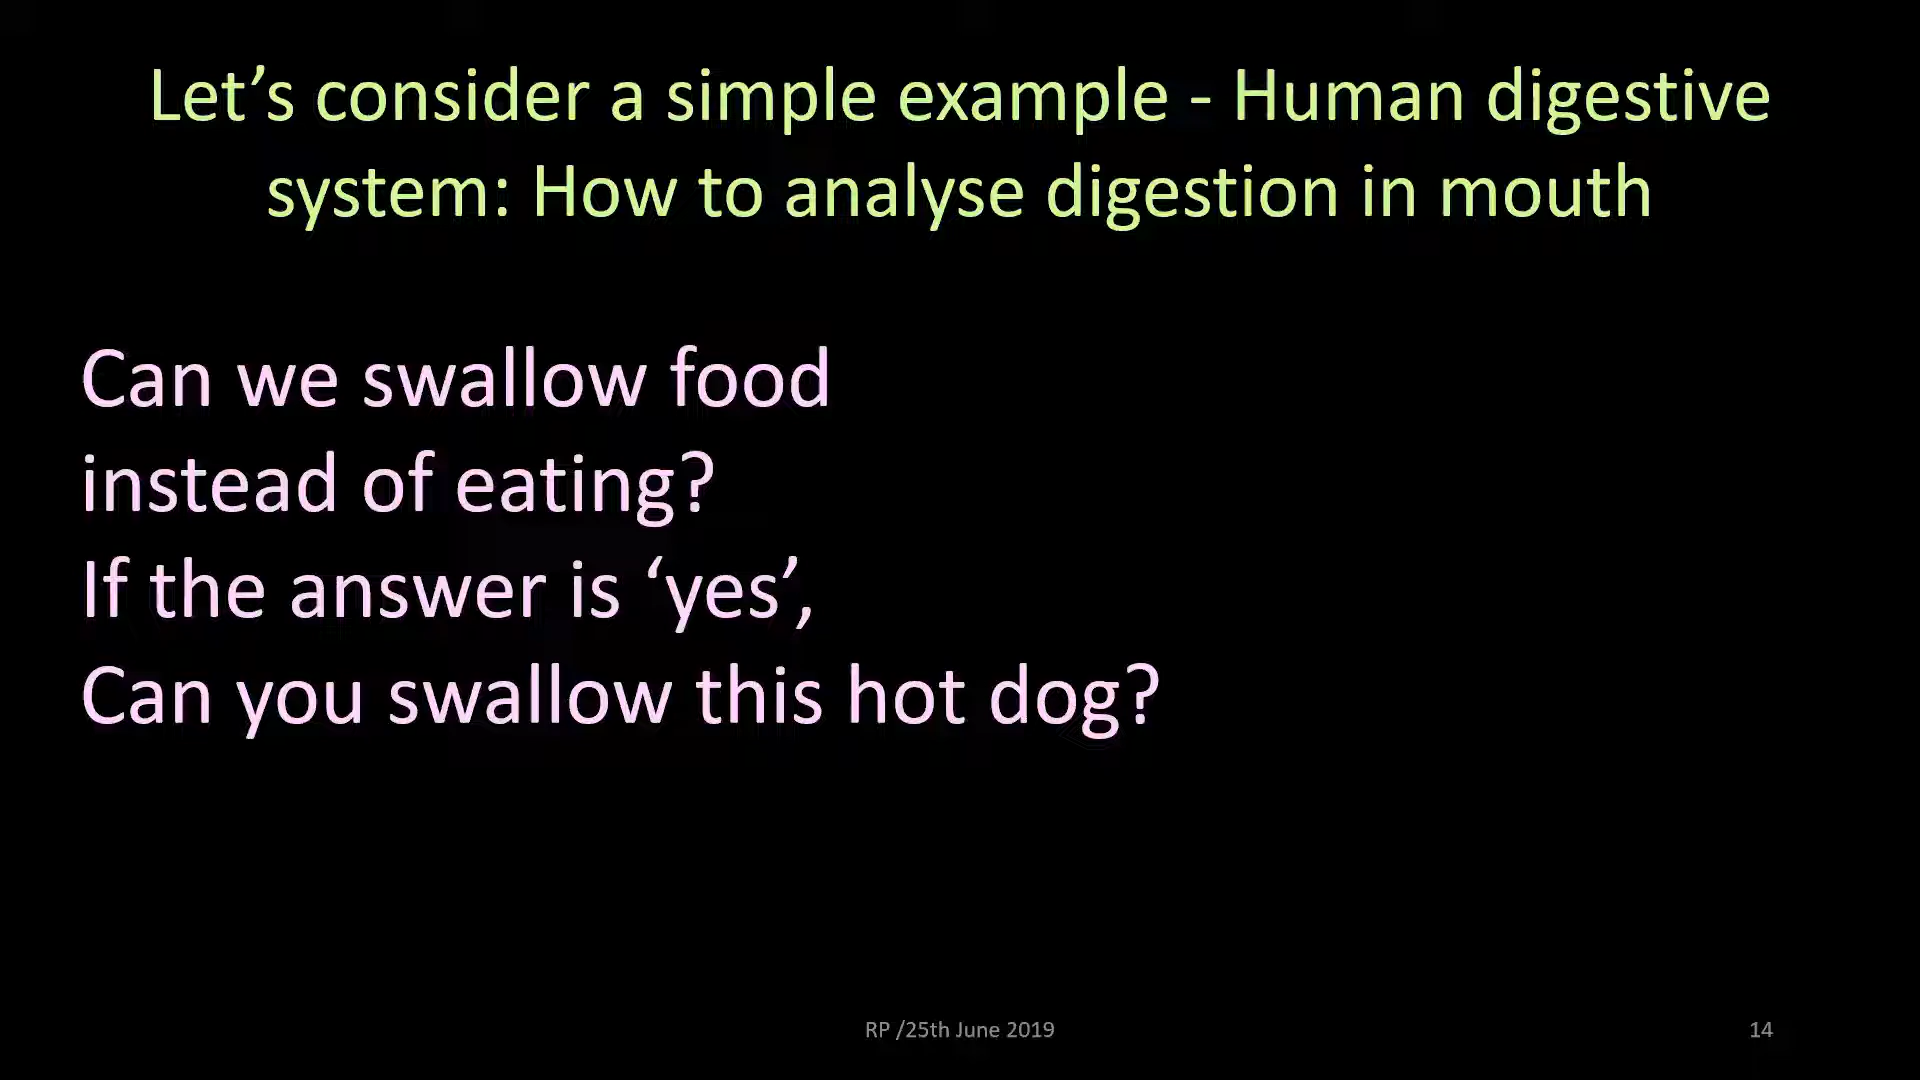 Let’s consider a simple example - Human digestive
system: How to analyse digestion in mouth
Can we swallow food
instead of eating?
If the answer is ‘yes’,
Can you swallow this hot dog?
RP /25th June 2019
14